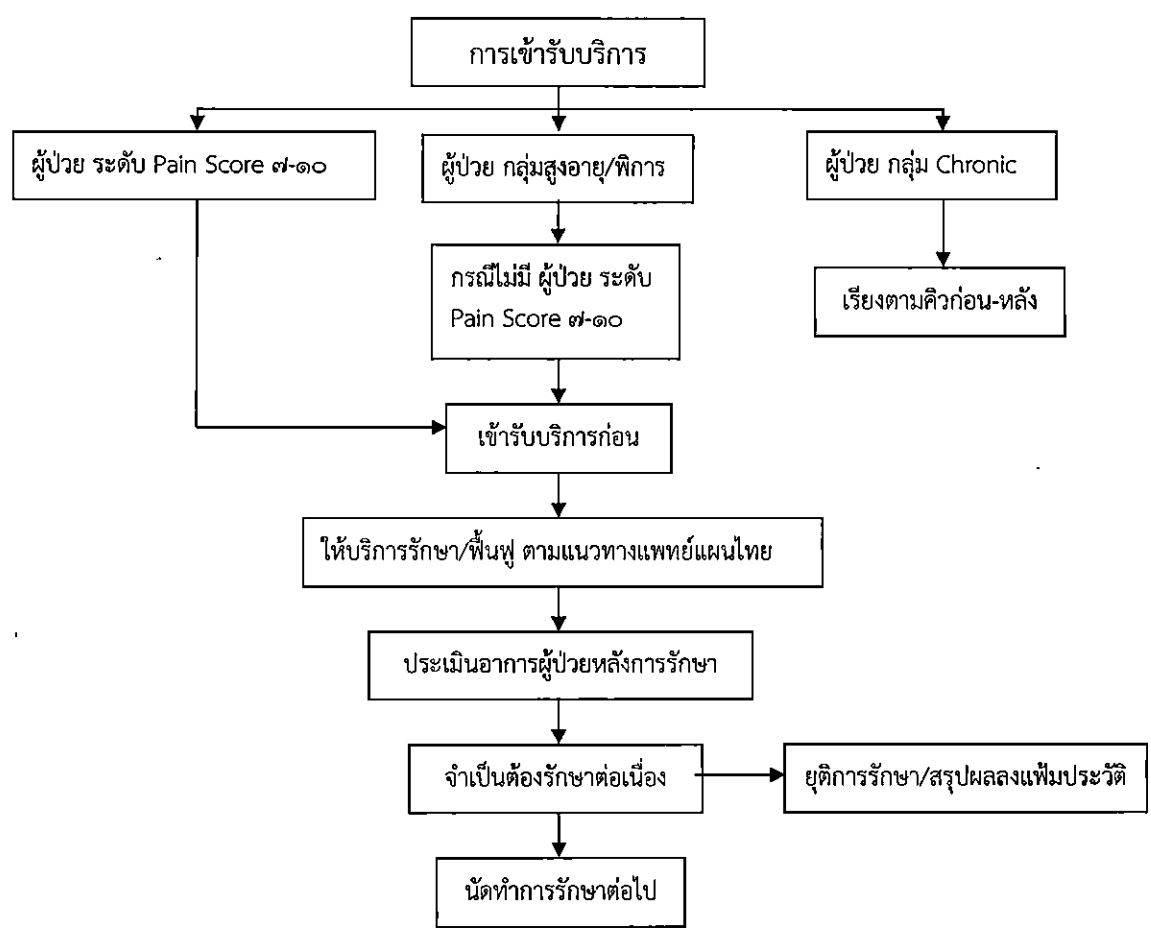 การเข้ารับบริการ
ผู้ป่วย ระดับ Pain Score ๗-๑๐
ผู้ป่วย กลุ่มสูงอายุ/พิการ
ผู้ป่วย กลุ่ม Chronic
กรณีไม่มี ผู้ป่วย ระดับ
Pain Score ๗-๑๐
เรียงตามคิวก่อน-หลัง
เข้ารับบริการก่อน
ให้บริการรักษา/ฟื้นฟู ตามแนวทางแพทย์แผนไทย
ประเมินอาการผู้ป่วยหลังการรักษา
จำเป็นต้องรักษาต่อเนื่อง
ยุติการรักษา/สรุปผลลงแฟ้มประวัติ
นัดทำการรักษาต่อไป